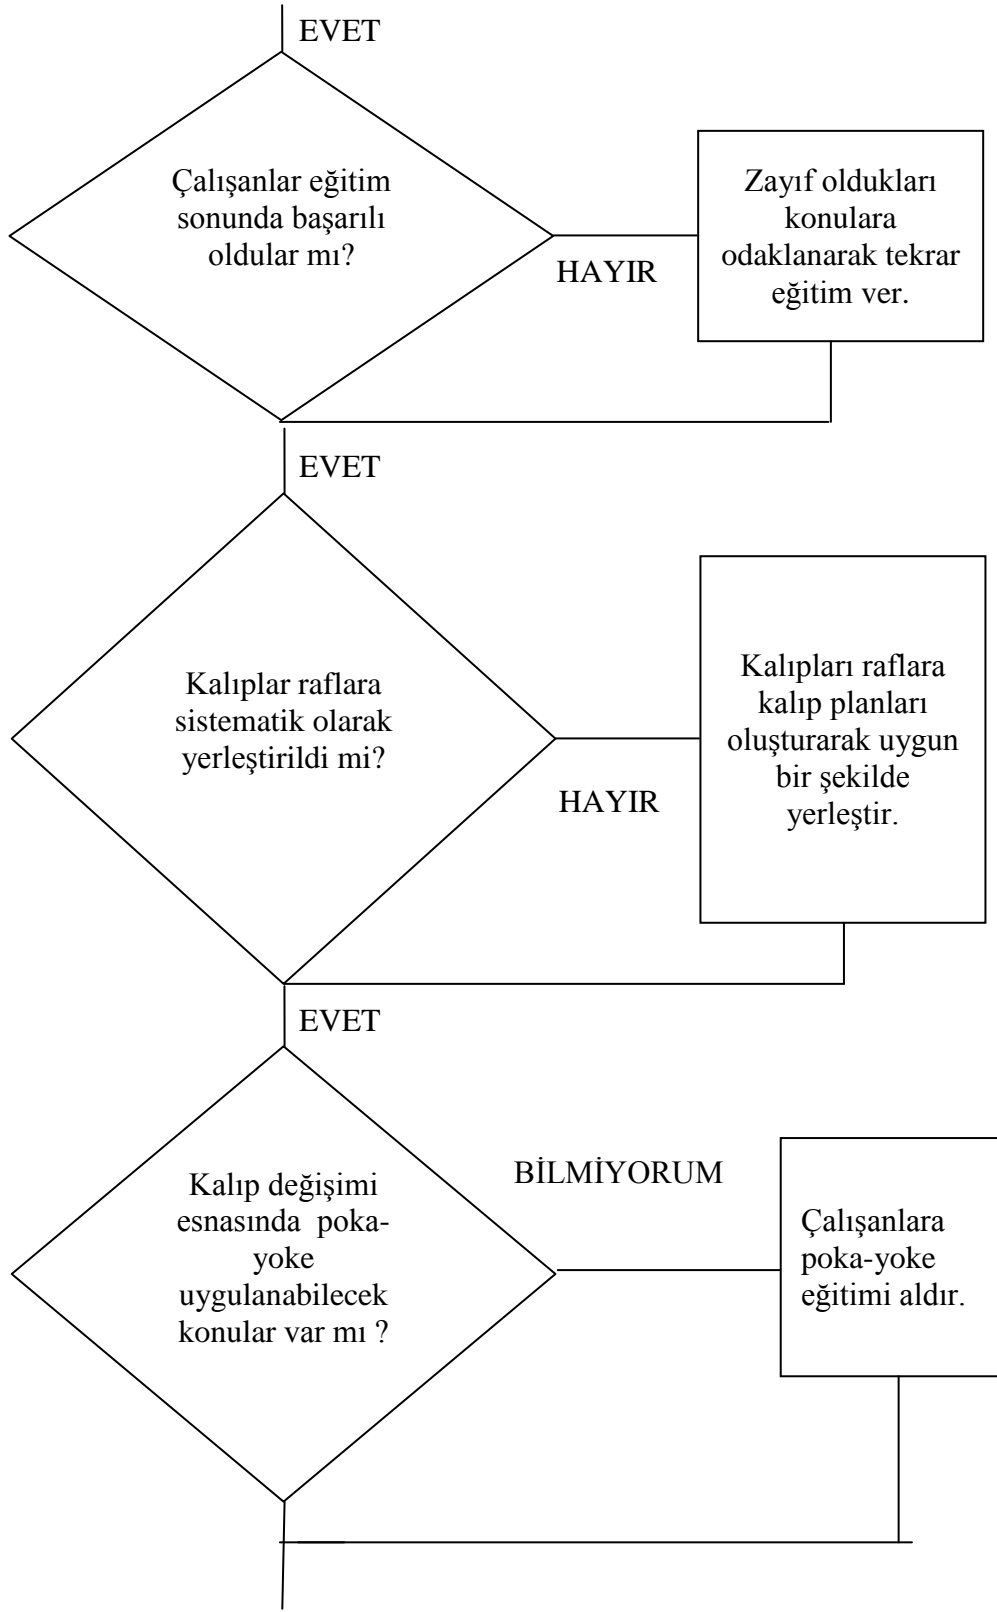 EVET
Çalışanlar eğitim
sonunda başarılı
oldular mı?
HAYIR
Zayıf oldukları
konulara
odaklanarak tekrar
eğitim ver.
EVET
Kalıplar raflara
sistematik olarak
yerleştirildi mi?
HAYIR
Kalıpları raflara
kalıp planları
oluşturarak uygun
bir şekilde
yerleştir.
EVET
Kalıp değişimi
esnasında  poka-
yoke
uygulanabilecek
konular var mı ?
BİLMİYORUM
Çalışanlara
poka-yoke
eğitimi aldır.